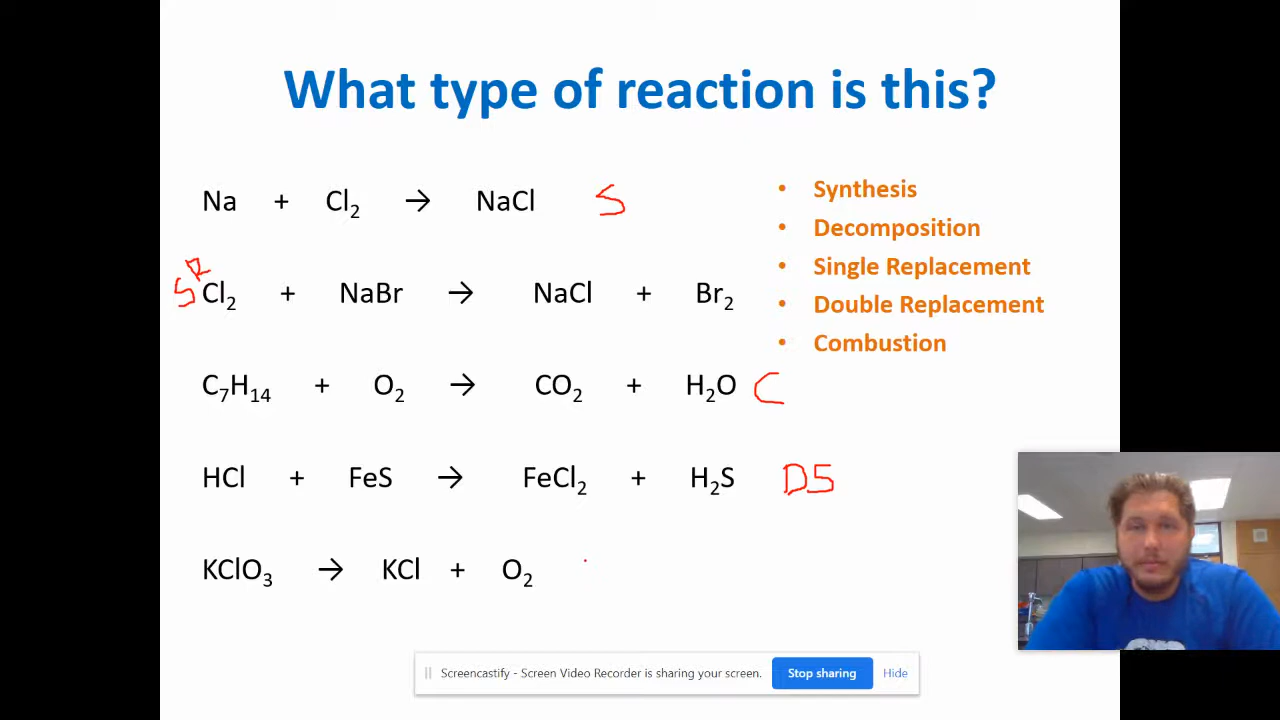 What type of reaction is this?
Na + Cl₂ → NaCl S
• Synthesis
• Decomposition
• Single Replacement
• Double Replacement
• Combustion
SR Cl₂ + NaBr → NaCl + Br₂
C₇H₁₄ + O₂ → CO₂ + H₂O C
HCl + FeS → FeCl₂ + H₂S DS
KClO₃ → KCl + O₂
Screencastify - Screen Video Recorder is sharing your screen. Stop sharing Hide